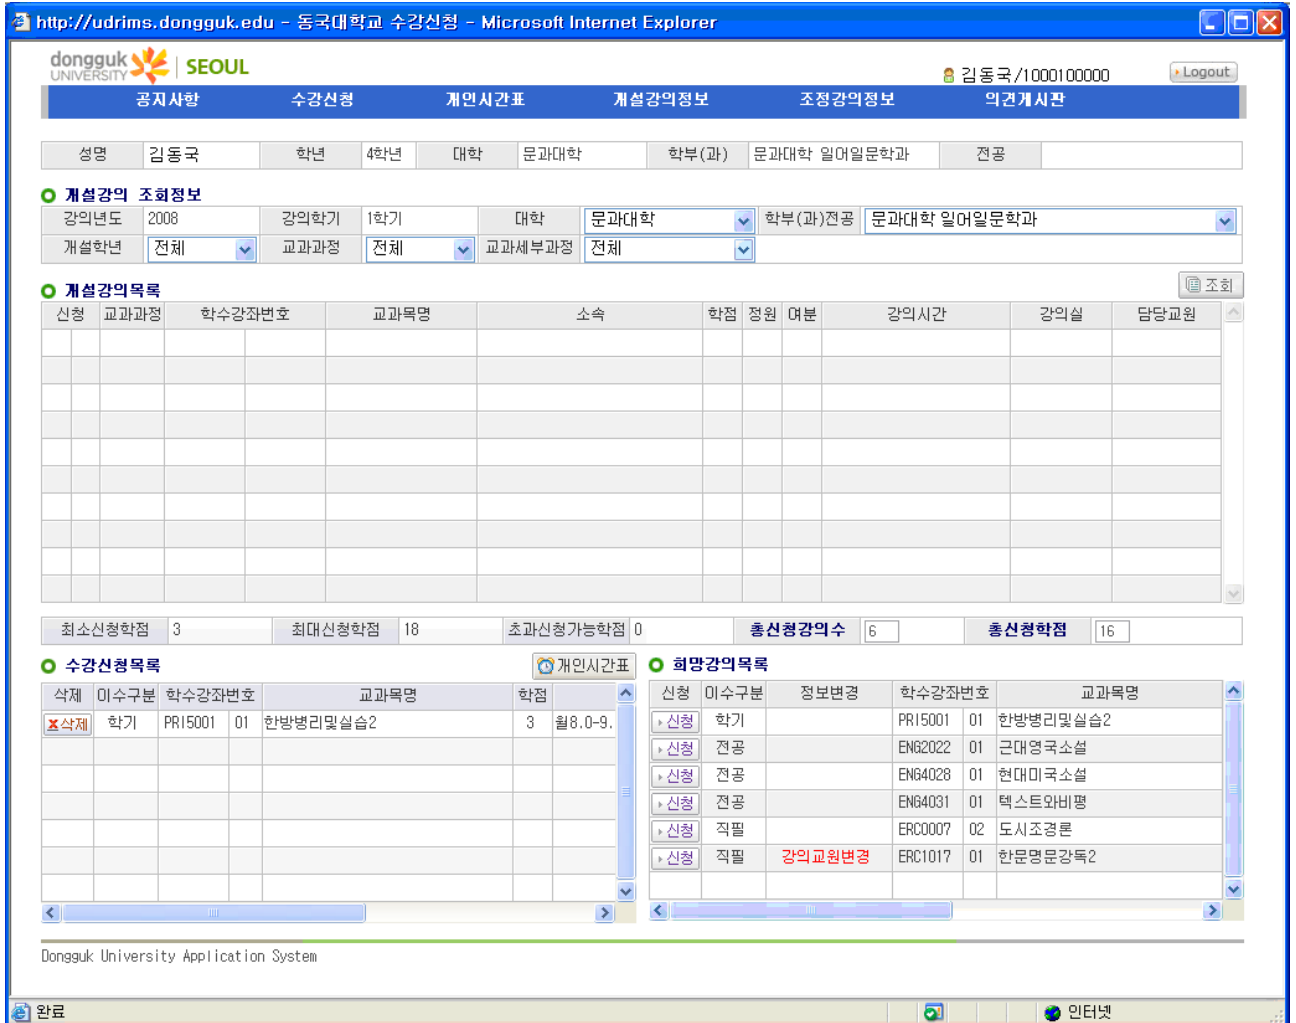 http://udrims.dongguk.edu - 동국대학교 수강신청 - Microsoft Internet Explorer
dongguk UNIVERSITY SEOUL
김동국/1000100000 Logout
공지사항 수강신청 개인시간표 개설강의정보 조정강의정보 의견게시판
성명 김동국 학년 4학년 대학 문과대학 학부(과) 문과대학 일어일문학과 전공
개설강의 조회정보
강의년도 2008 강의학기 1학기 대학 문과대학 학부(과)전공 문과대학 일어일문학과
개설학년 전체 교과과정 전체 교과세부과정 전체
개설강의목록 조회
신청 교과과정 학수강좌번호 교과목명 소속 학점 정원 여분 강의시간 강의실 담당교원
최소신청학점 3 최대신청학점 18 초과신청가능학점 0 총신청강의수 6 총신청학점 16
수강신청목록 개인시간표
삭제 이수구분 학수강좌번호 교과목명 학점
삭제 학기 PRI5001 01 한방병리및실습2 3 월8.0-9.
희망강의목록
신청 이수구분 정보변경 학수강좌번호 교과목명
신청 학기 PRI5001 01 한방병리및실습2
신청 전공 ENG2022 01 근대영국소설
신청 전공 ENG4028 01 현대미국소설
신청 전공 ENG4031 01 텍스트와비평
신청 직필 ERC0007 02 도시조경론
신청 직필 강의교원변경 ERC1017 01 한문명문강독2
Dongguk University Application System
완료 인터넷